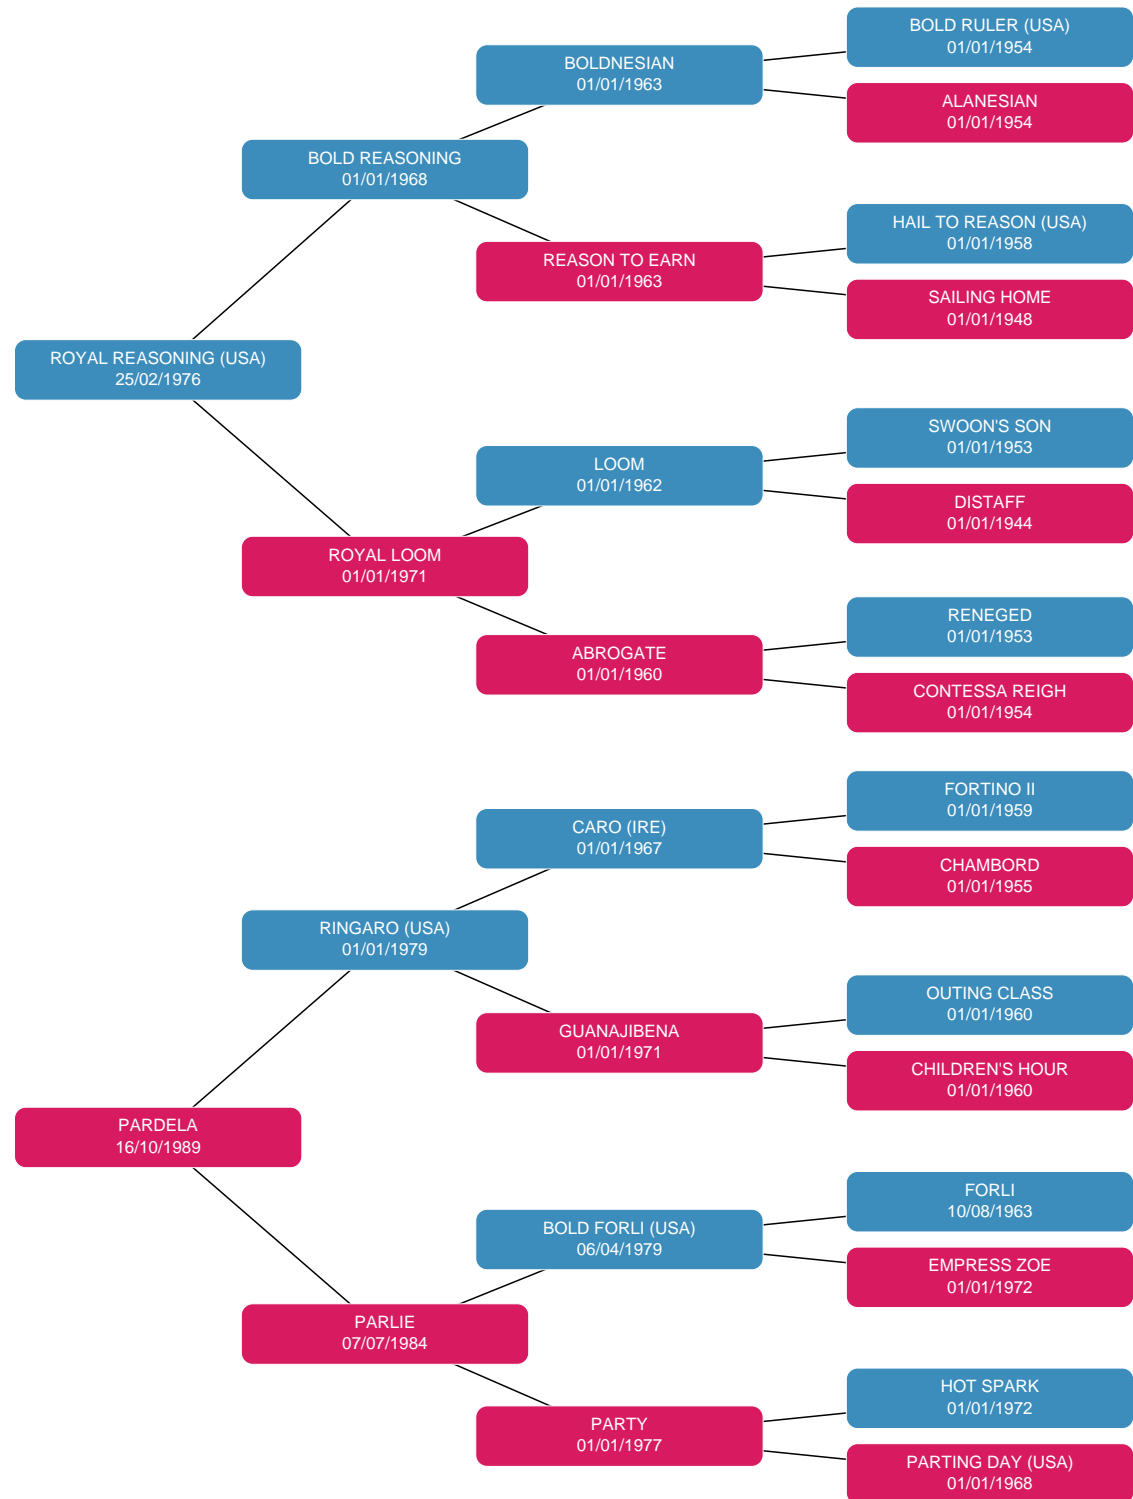 BOLD RULER (USA)
01/01/1954
BOLDNESIAN
01/01/1963
ALANESIAN
01/01/1954
BOLD REASONING
01/01/1968
HAIL TO REASON (USA)
01/01/1958
REASON TO EARN
01/01/1963
SAILING HOME
01/01/1948
ROYAL REASONING (USA)
25/02/1976
SWOON'S SON
01/01/1953
LOOM
01/01/1962
DISTAFF
01/01/1944
ROYAL LOOM
01/01/1971
RENEGED
01/01/1953
ABROGATE
01/01/1960
CONTESSA REIGH
01/01/1954
FORTINO II
01/01/1959
CARO (IRE)
01/01/1967
CHAMBORD
01/01/1955
RINGARO (USA)
01/01/1979
OUTING CLASS
01/01/1960
GUANAJIBENA
01/01/1971
CHILDREN'S HOUR
01/01/1960
PARDELA
16/10/1989
FORLI
10/08/1963
BOLD FORLI (USA)
06/04/1979
EMPRESS ZOE
01/01/1972
PARLIE
07/07/1984
HOT SPARK
01/01/1972
PARTY
01/01/1977
PARTING DAY (USA)
01/01/1968